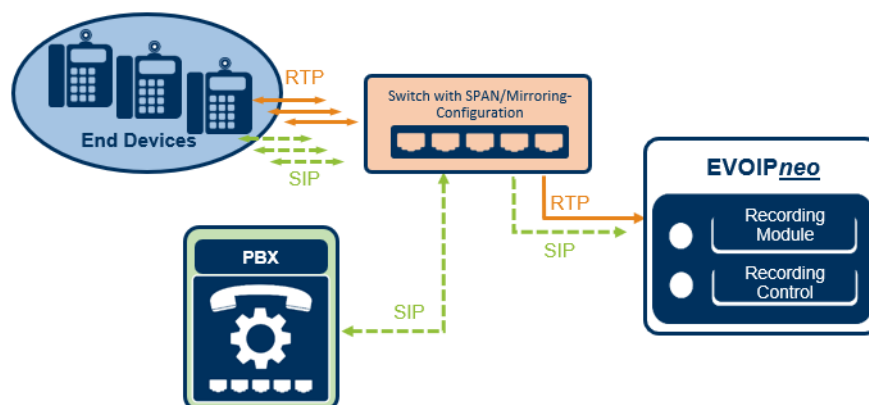 RTP
End Devices
SIP
Switch with SPAN/Mirroring-
Configuration
EVOIPneo
Recording
Module
Recording
Control
RTP
SIP
PBX
SIP